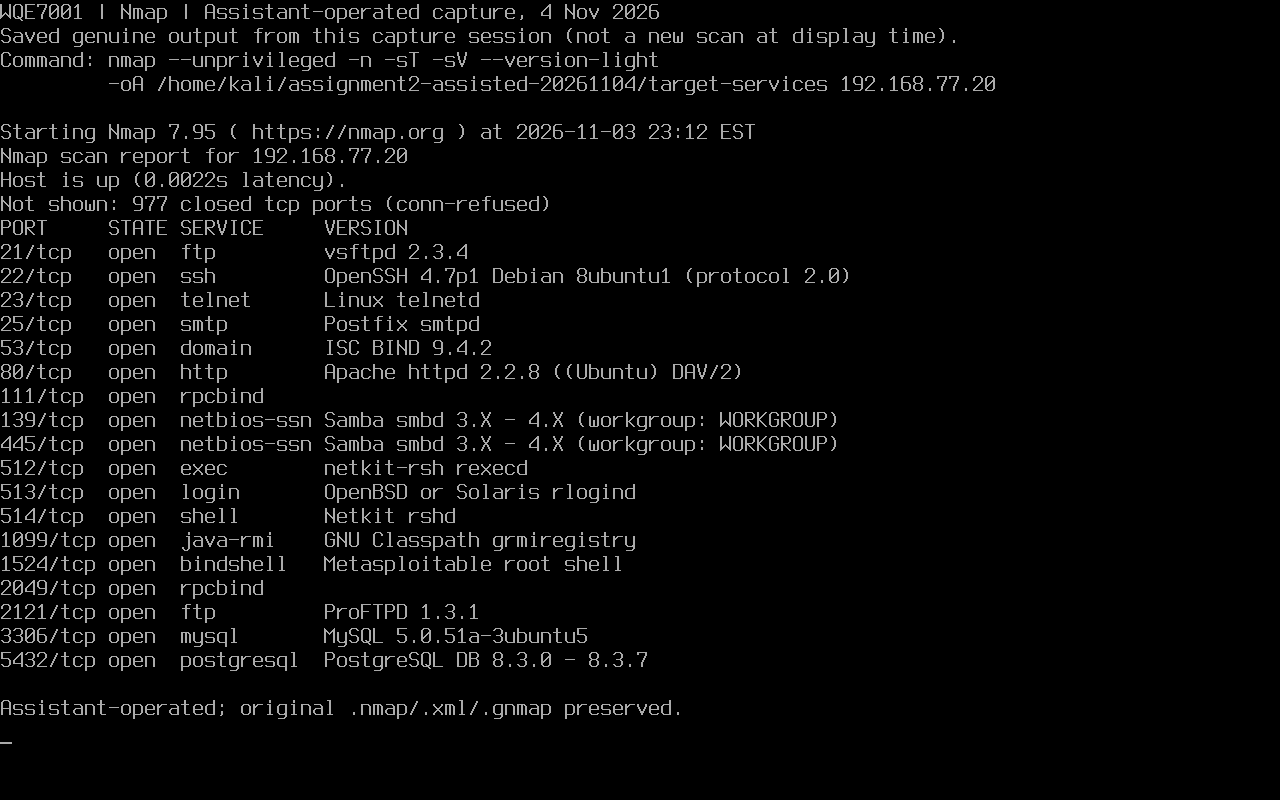 WQE7001 | Nmap | Assistant-operated capture, 4 Nov 2026
Saved genuine output from this capture session (not a new scan at display time).
Command: nmap --unprivileged -n -sT -sV --version-light
         -oA /home/kali/assignment2-assisted-20261104/target-services 192.168.77.20

Starting Nmap 7.95 ( https://nmap.org ) at 2026-11-03 23:12 EST
Nmap scan report for 192.168.77.20
Host is up (0.0022s latency).
Not shown: 977 closed tcp ports (conn-refused)
PORT     STATE SERVICE     VERSION
21/tcp   open  ftp         vsftpd 2.3.4
22/tcp   open  ssh         OpenSSH 4.7p1 Debian 8ubuntu1 (protocol 2.0)
23/tcp   open  telnet      Linux telnetd
25/tcp   open  smtp        Postfix smtpd
53/tcp   open  domain      ISC BIND 9.4.2
80/tcp   open  http        Apache httpd 2.2.8 ((Ubuntu) DAV/2)
111/tcp  open  rpcbind
139/tcp  open  netbios-ssn Samba smbd 3.X - 4.X (workgroup: WORKGROUP)
445/tcp  open  netbios-ssn Samba smbd 3.X - 4.X (workgroup: WORKGROUP)
512/tcp  open  exec        netkit-rsh rexecd
513/tcp  open  login       OpenBSD or Solaris rlogind
514/tcp  open  shell       Netkit rshd
1099/tcp open  java-rmi    GNU Classpath grmiregistry
1524/tcp open  bindshell   Metasploitable root shell
2049/tcp open  rpcbind
2121/tcp open  ftp         ProFTPD 1.3.1
3306/tcp open  mysql       MySQL 5.0.51a-3ubuntu5
5432/tcp open  postgresql  PostgreSQL DB 8.3.0 - 8.3.7

Assistant-operated; original .nmap/.xml/.gnmap preserved.